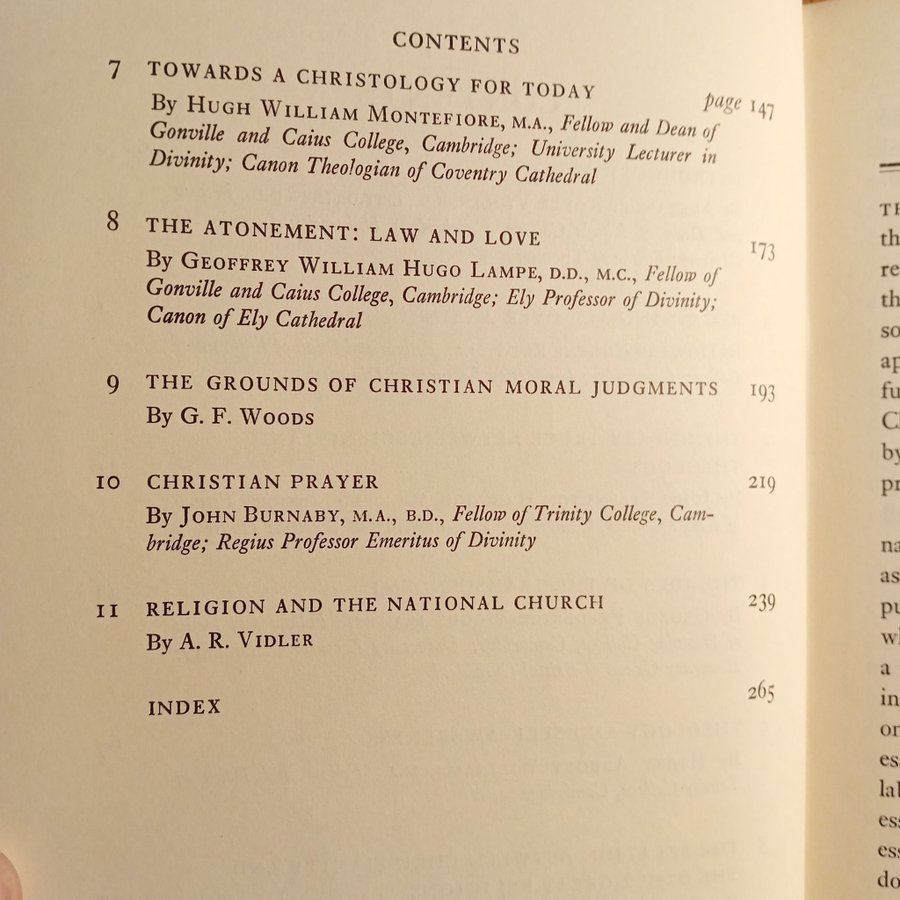 CONTENTS
7 TOWARDS A CHRISTOLOGY FOR TODAY page 147
By Hugh William Montefiore, M.A., Fellow and Dean of
Gonville and Caius College, Cambridge; University Lecturer in
Divinity; Canon Theologian of Coventry Cathedral
8 THE ATONEMENT: LAW AND LOVE 173
By Geoffrey William Hugo Lampe, D.D., M.C., Fellow of
Gonville and Caius College, Cambridge; Ely Professor of Divinity;
Canon of Ely Cathedral
9 THE GROUNDS OF CHRISTIAN MORAL JUDGMENTS 193
By G. F. Woods
10 CHRISTIAN PRAYER 219
By John Burnaby, M.A., B.D., Fellow of Trinity College, Cam-
bridge; Regius Professor Emeritus of Divinity
11 RELIGION AND THE NATIONAL CHURCH 239
By A. R. Vidler
INDEX 265